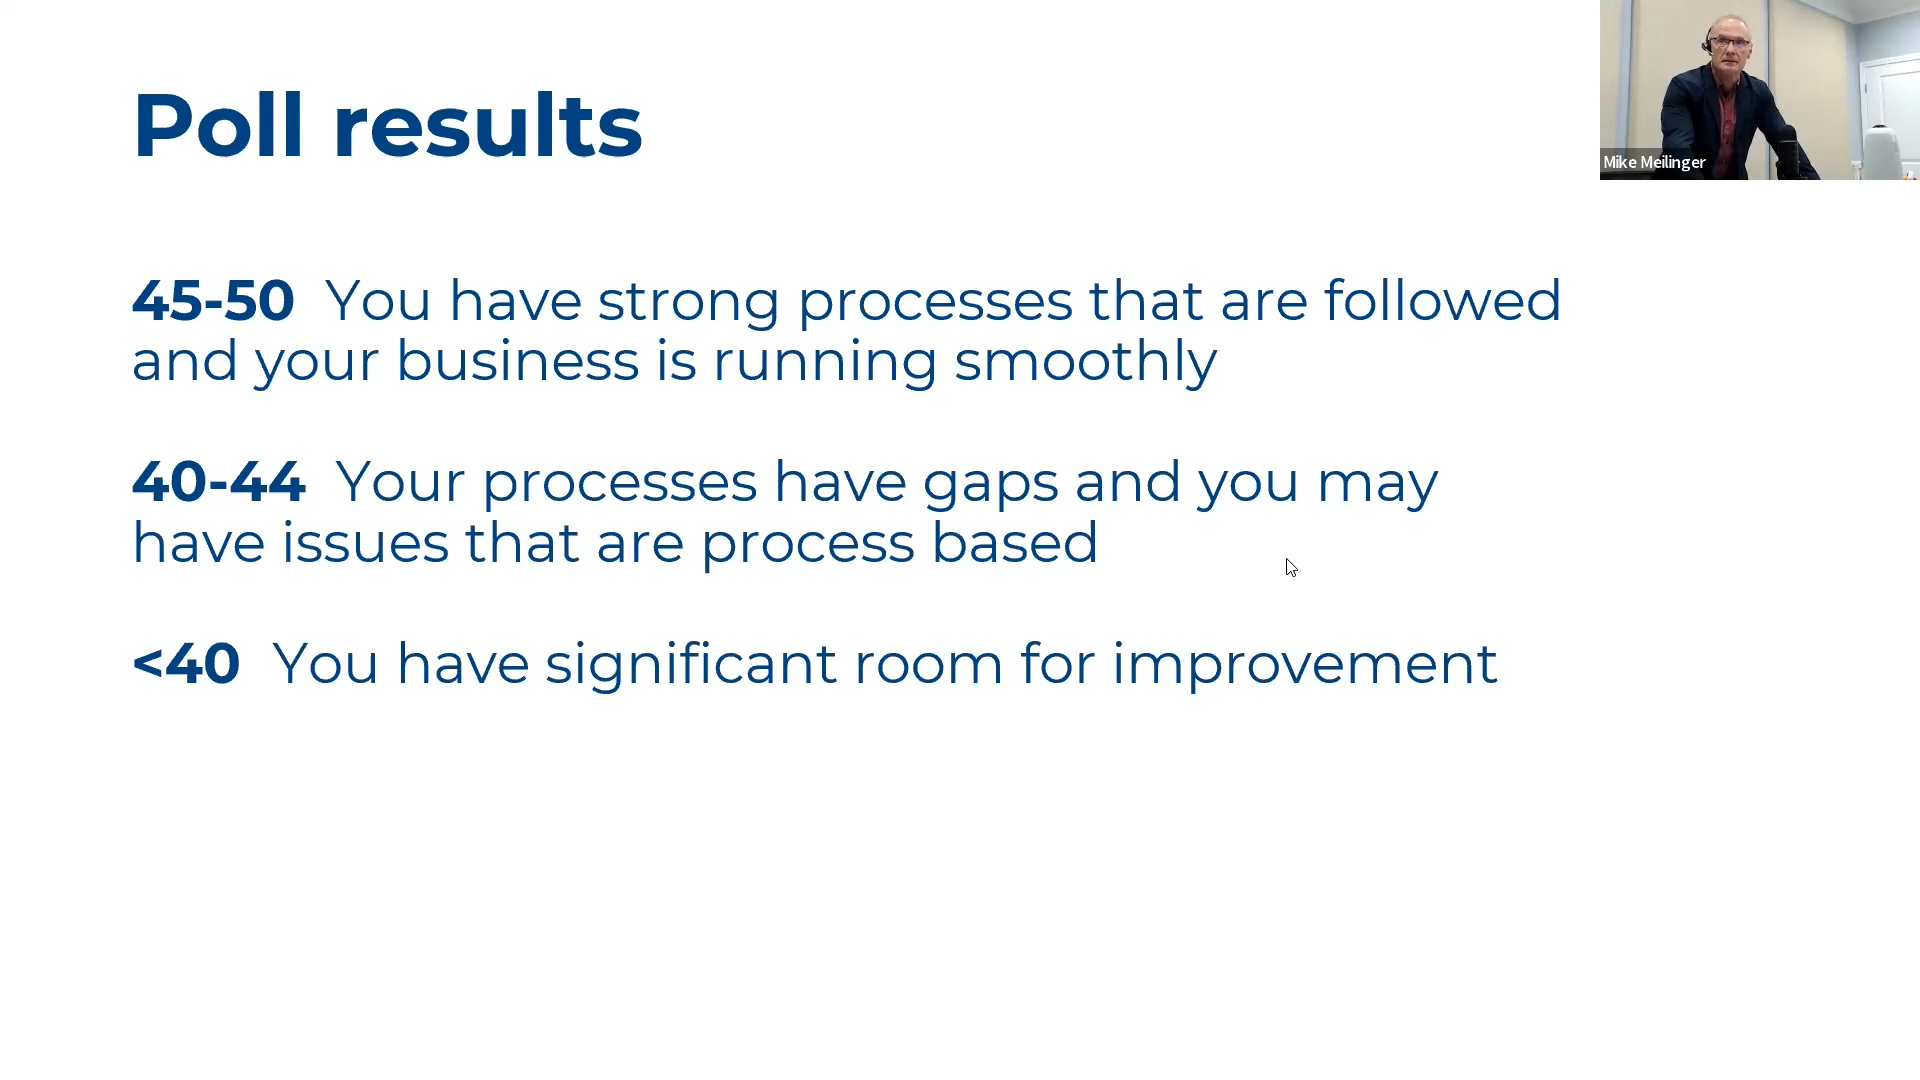 Poll results
Mike Meilinger
45-50 You have strong processes that are followed
and your business is running smoothly
40-44 Your processes have gaps and you may
have issues that are process based
<40 You have significant room for improvement